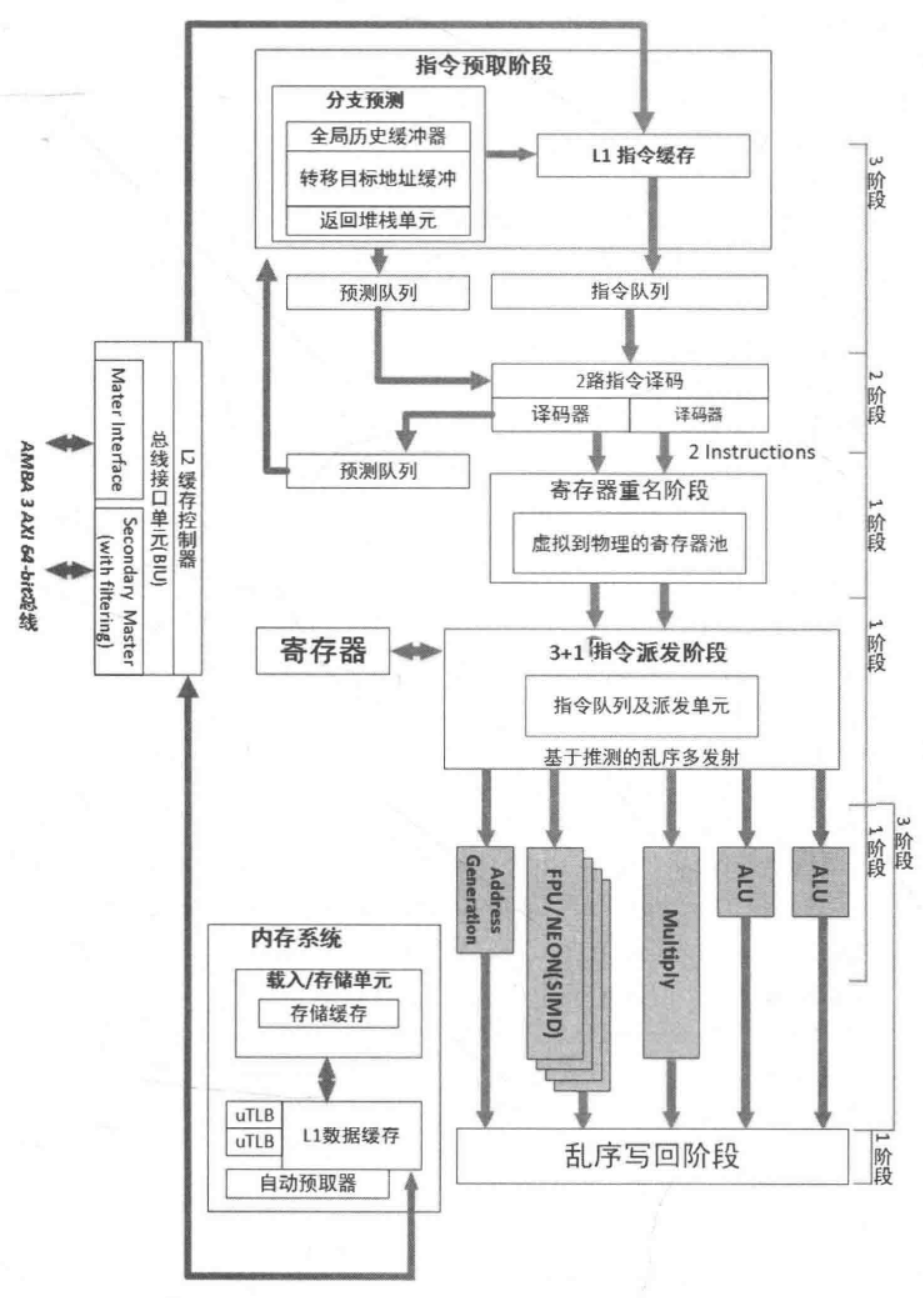 指令预取阶段
分支预测
全局历史缓冲器
转移目标地址缓冲
返回堆栈单元
L1 指令缓存
3阶段
预测队列
指令队列
2路指令译码
译码器
译码器
2阶段
预测队列
2 Instructions
寄存器重名阶段
虚拟到物理的寄存器池
1阶段
L2 缓存控制器
总线接口单元(BIU)
Mater Interface
Secondary Master
(with filtering)
AMBA 3 AXI 64-bit总线
寄存器
3+1 指令派发阶段
指令队列及派发单元
基于推测的乱序多发射
1阶段
Address
Generation
FPU/NEON(SIMD)
Multiply
ALU
ALU
1阶段
3阶段
内存系统
载入/存储单元
存储缓存
uTLB
uTLB
L1数据缓存
自动预取器
乱序写回阶段
1阶段